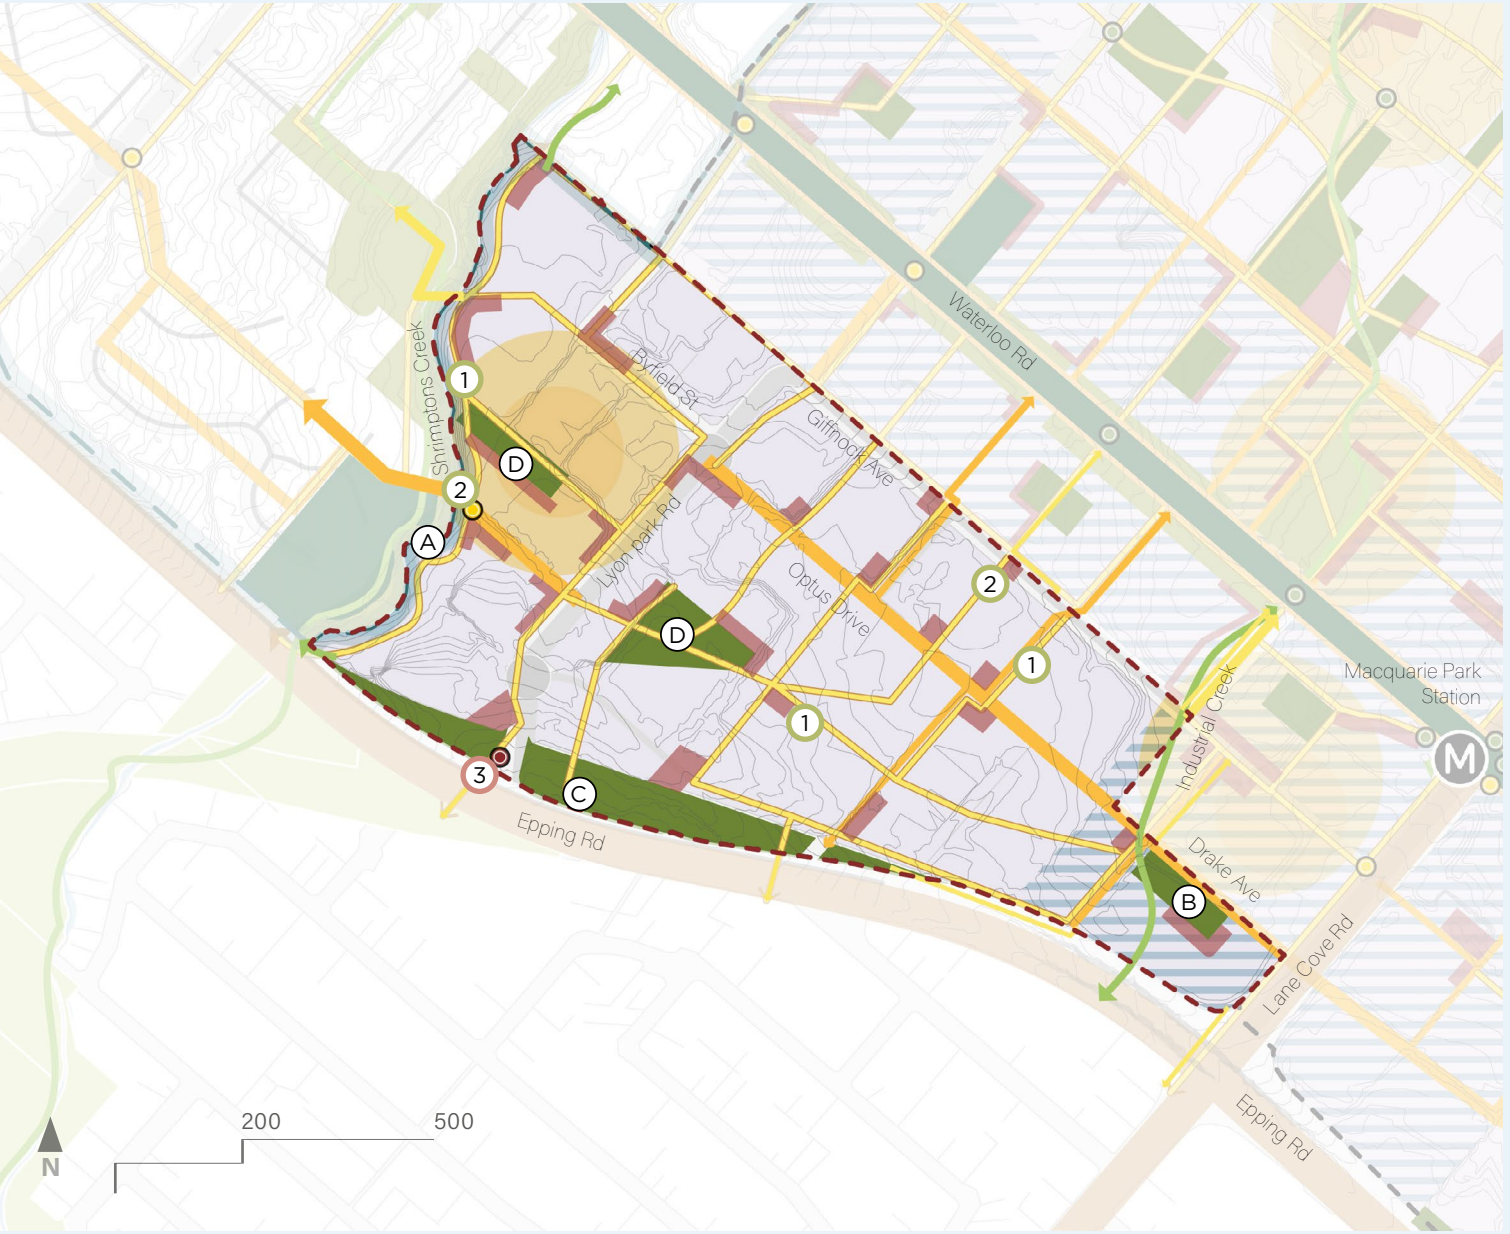 Waterloo Rd
Shrimptons Creek
1
Byfield St
Giffnock Ave
D
2
A
Lyon park Rd
Optus Drive
2
D
1
1
Macquarie Park
Station
M
Industrial Creek
3
C
Epping Rd
Drake Ave
B
Lane Cove Rd
Epping Rd
200
500
N